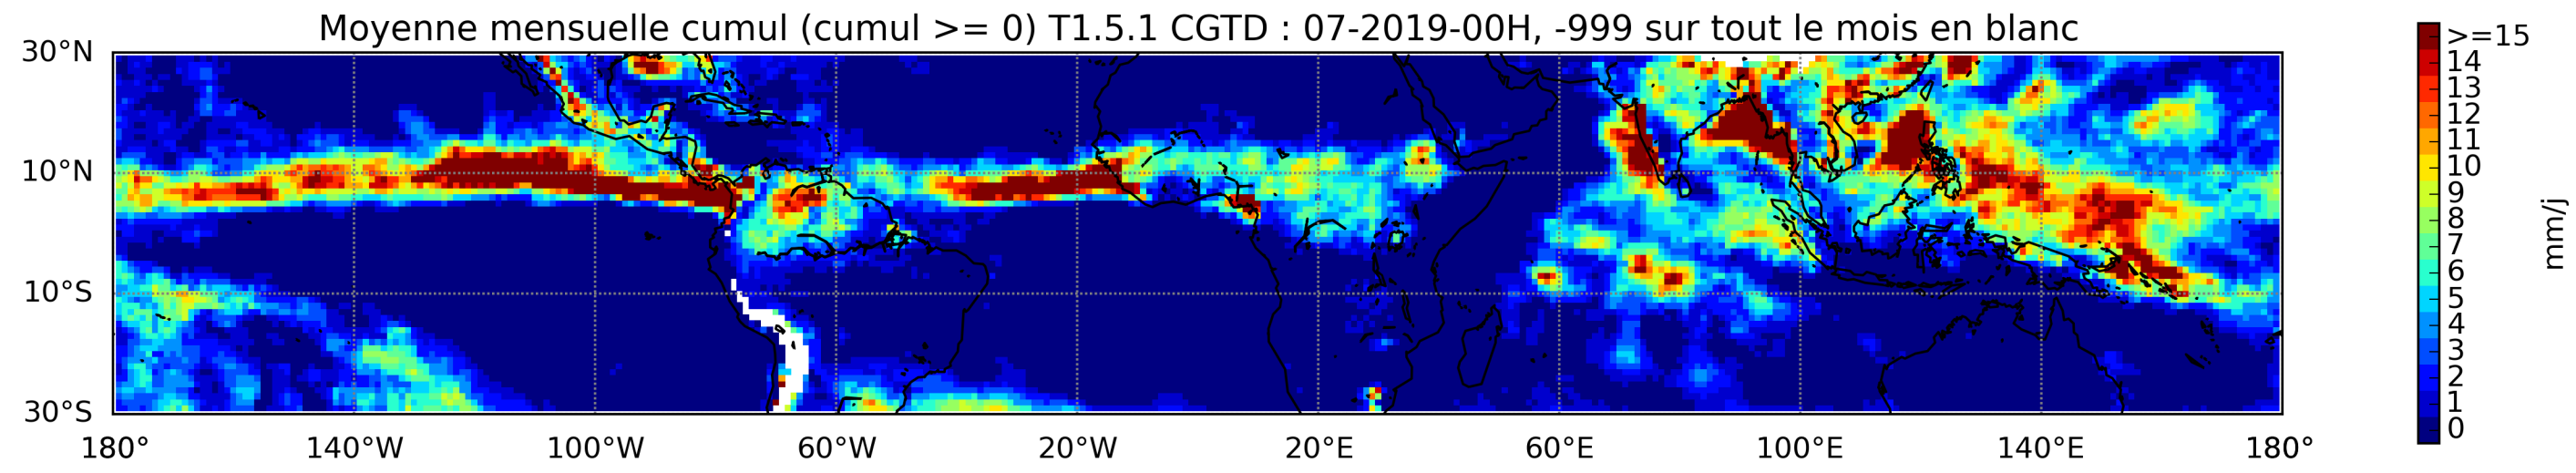 Moyenne mensuelle cumul (cumul >= 0) T1.5.1 CGTD : 07-2019-00H, -999 sur tout le mois en blanc
30°N
10°N
10°S
30°S
180°
140°W
100°W
60°W
20°W
20°E
60°E
100°E
140°E
180°
>=15
14
13
12
11
10
9
8
7
6
5
4
3
2
1
0
mm/j